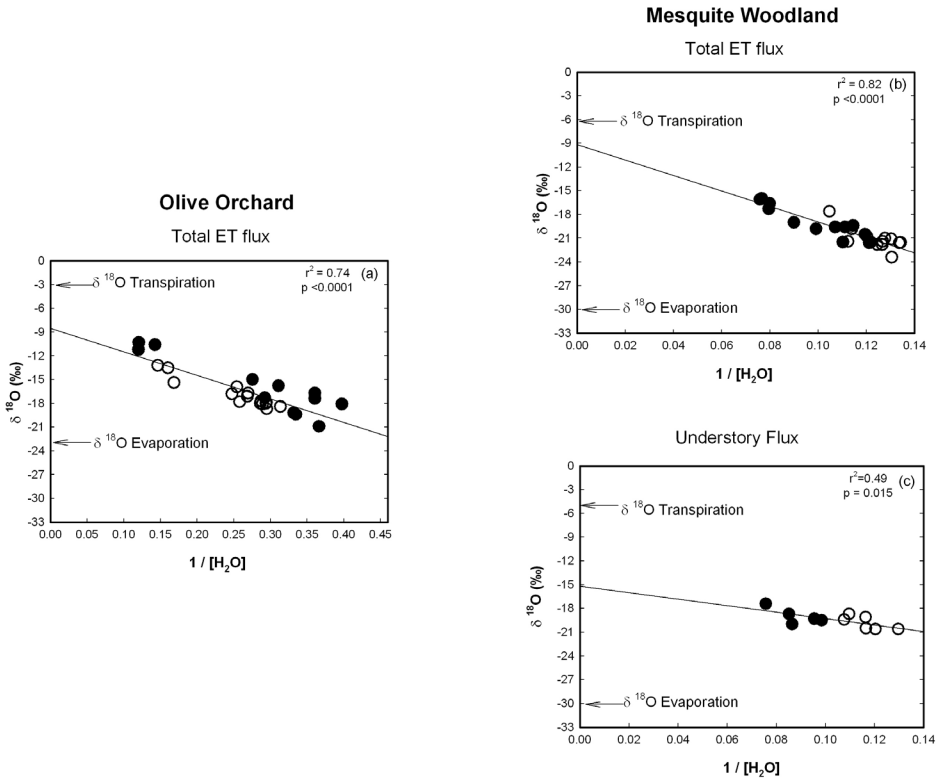 Olive Orchard
Total ET flux
r² = 0.74 (a)
p <0.0001
δ ¹⁸O Transpiration
δ ¹⁸O Evaporation
δ ¹⁸O (‰)
0
-3
-6
-9
-12
-15
-18
-21
-24
-27
-30
-33
0.00 0.05 0.10 0.15 0.20 0.25 0.30 0.35 0.40 0.45
1 / [H₂O]
Mesquite Woodland
Total ET flux
r² = 0.82 (b)
p <0.0001
δ ¹⁸O Transpiration
δ ¹⁸O Evaporation
δ ¹⁸O (‰)
0
-3
-6
-9
-12
-15
-18
-21
-24
-27
-30
-33
0.00 0.02 0.04 0.06 0.08 0.10 0.12 0.14
1 / [H₂O]
Understory Flux
r²=0.49 (c)
p = 0.015
δ ¹⁸O Transpiration
δ ¹⁸O Evaporation
δ ¹⁸O (‰)
0
-3
-6
-9
-12
-15
-18
-21
-24
-27
-30
-33
0.00 0.02 0.04 0.06 0.08 0.10 0.12 0.14
1 / [H₂O]